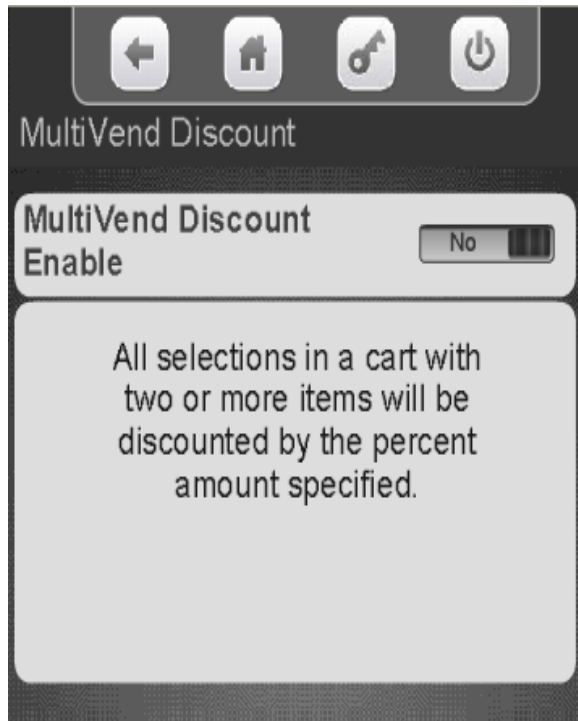 MultiVend Discount
MultiVend Discount
Enable
No
All selections in a cart with
two or more items will be
discounted by the percent
amount specified.